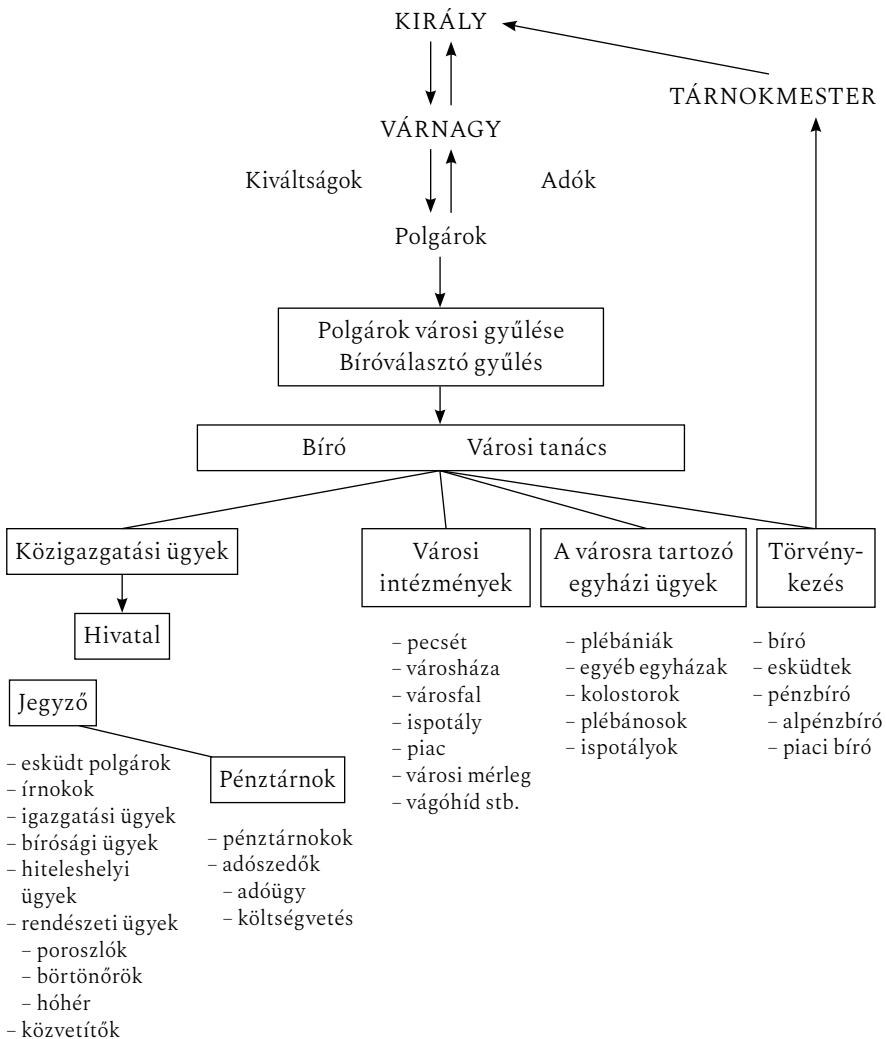 KIRÁLY
TÁRNOKMESTER
VÁRNAGY
Kiváltságok
Adók
Polgárok
Polgárok városi gyűlése
Bíróválasztó gyűlés
Bíró
Városi tanács
Közigazgatási ügyek
Hivatal
Jegyző
– esküdt polgárok
– írnokok
– igazgatási ügyek
– bírósági ügyek
– hiteleshelyi
ügyek
– rendészeti ügyek
– poroszlók
– börtönőrök
– hóhér
– közvetítők
Pénztárnok
– pénztárnokok
– adószedők
– adóügy
– költségvetés
Városi
intézmények
– pecsét
– városháza
– városfal
– ispotály
– piac
– városi mérleg
– vágóhíd stb.
A városra tartozó
egyházi ügyek
– plébániák
– egyéb egyházak
– kolostorok
– plébánosok
– ispotályok
Törvény-
kezés
– bíró
– esküdtek
– pénzbíró
– alpénzbíró
– piaci bíró